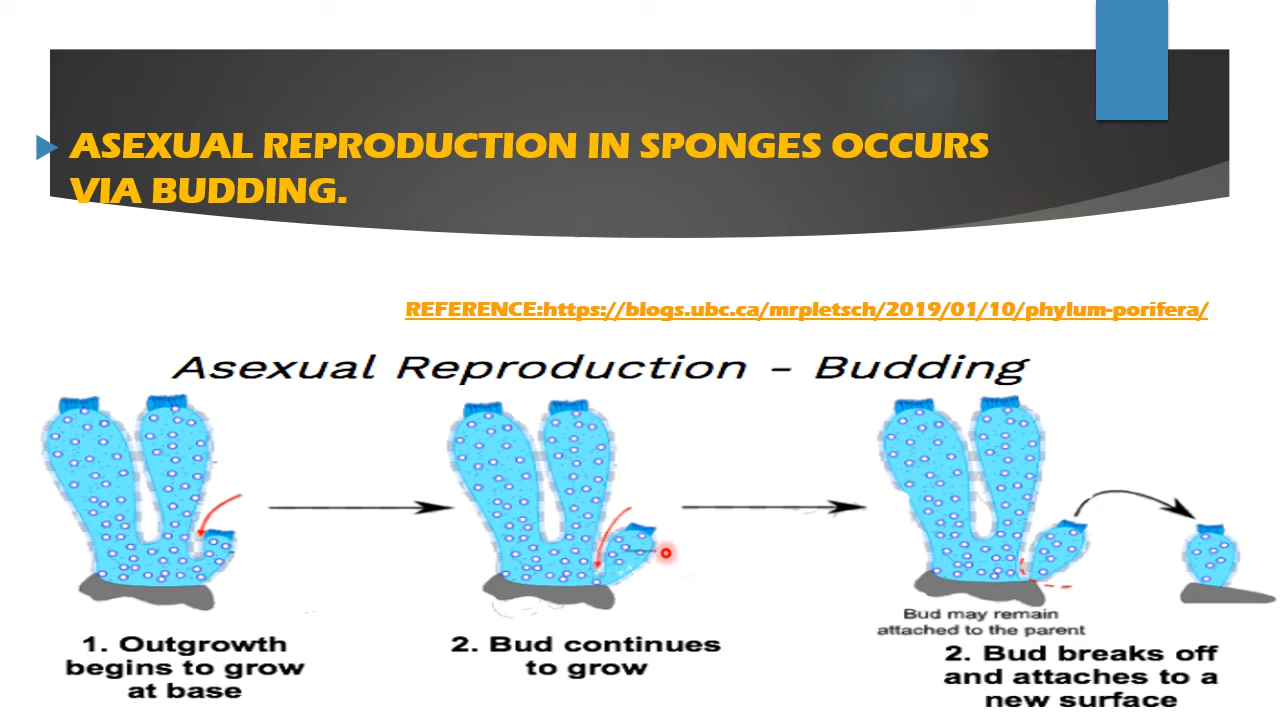 ASEXUAL REPRODUCTION IN SPONGES OCCURS
VIA BUDDING.
REFERENCE:https://blogs.ubc.ca/mrpletsch/2019/01/10/phylum-porifera/
Asexual Reproduction - Budding
1. Outgrowth
begins to grow
at base
2. Bud continues
to grow
Bud may remain
attached to the parent
2. Bud breaks off
and attaches to a
new surface